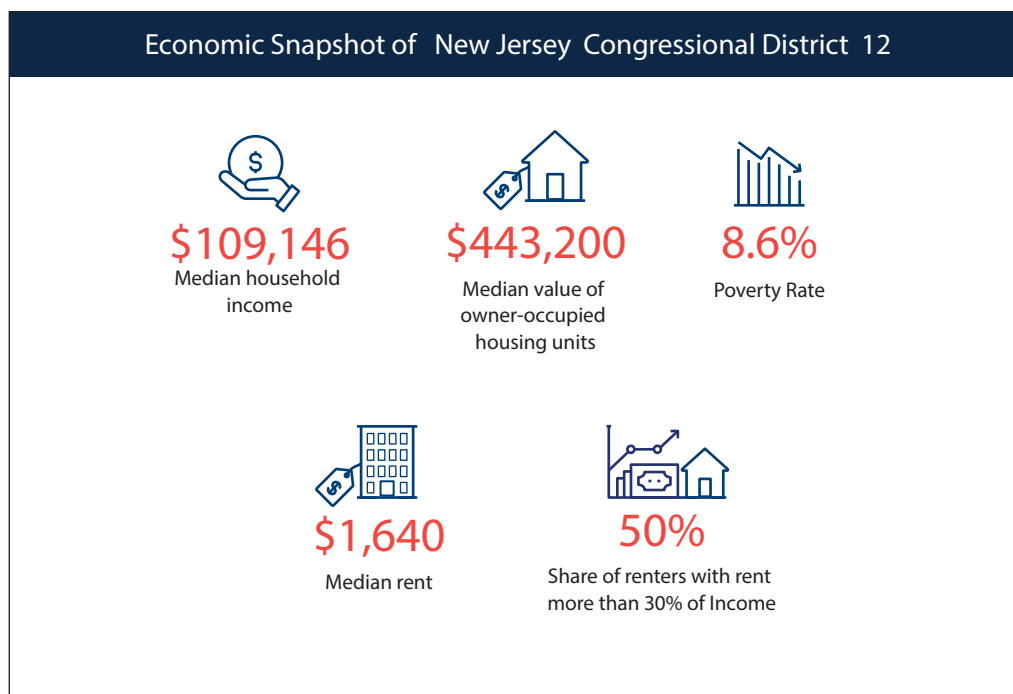 Economic Snapshot of New Jersey Congressional District 12
$
$109,146
Median household
income
$
$443,200
Median value of
owner-occupied
housing units
8.6%
Poverty Rate
$
$1,640
Median rent
50%
Share of renters with rent
more than 30% of Income